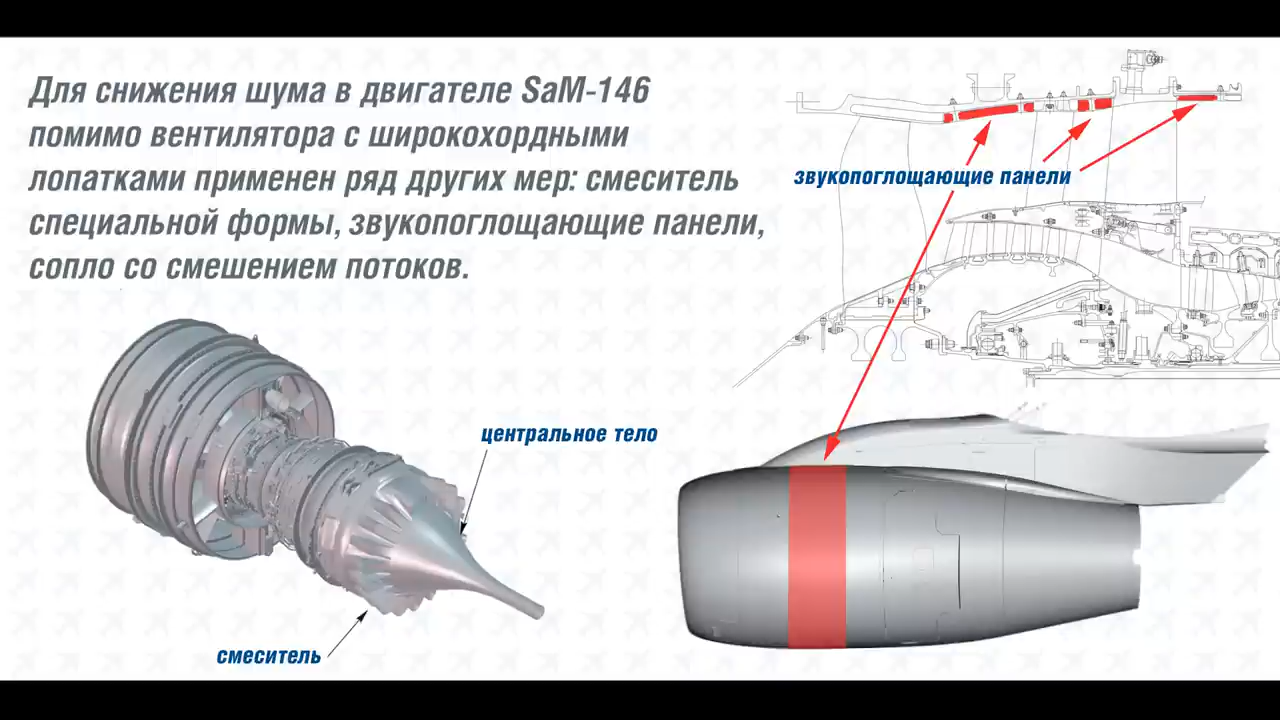 Для снижения шума в двигателе SaM-146
помимо вентилятора с широкохордными
лопатками применен ряд других мер: смеситель
специальной формы, звукопоглощающие панели,
сопло со смешением потоков.
звукопоглощающие панели
центральное тело
смеситель